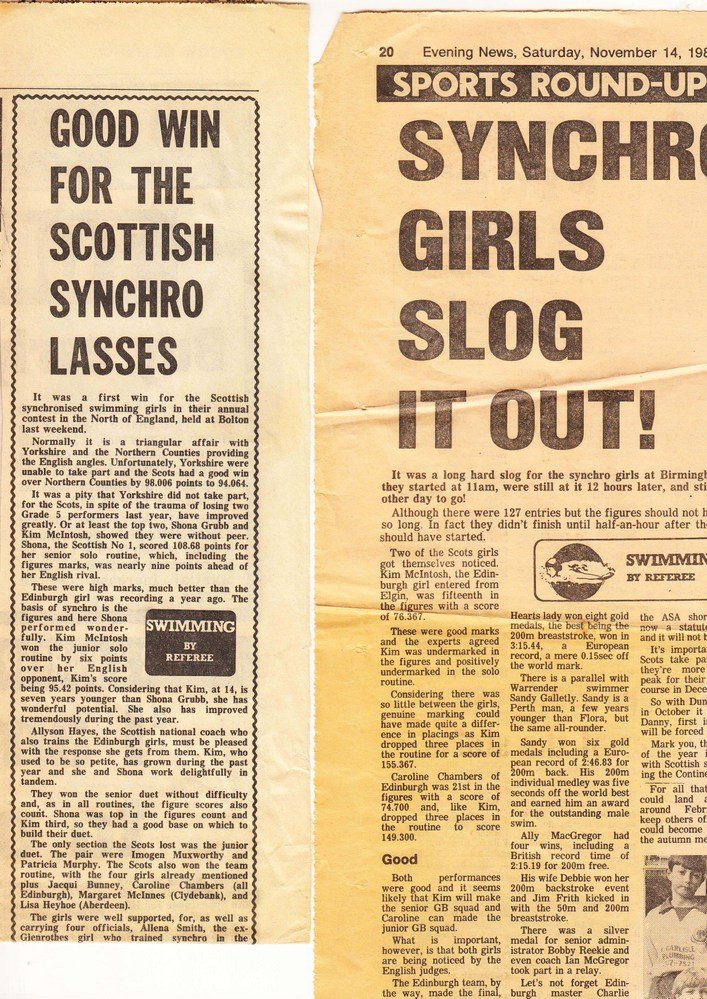 GOOD WIN
FOR THE
SCOTTISH
SYNCHRO
LASSES
It was a first win for the Scottish
synchronised swimming girls in their annual
contest in the North of England, held at Bolton
last weekend.
Normally it is a triangular affair with
Yorkshire and the Northern Counties providing
the English angles. Unfortunately, Yorkshire were
unable to take part and the Scots had a good win
over Northern Counties by 98.006 points to 94.064.
It was a pity that Yorkshire did not take part,
for the Scots, in spite of the trauma of losing two
Grade 5 performers last year, have improved
greatly. Or at least the top two, Shona Grubb and
Kim McIntosh, showed they were without peer.
Shona, the Scottish No 1, scored 108.68 points for
her senior solo routine, which, including the
figures marks, was nearly nine points ahead of
her English rival.
These were high marks, much better than the
Edinburgh girl was recording a year ago. The
basis of synchro is the
figures and here Shona
performed wonder-
fully. Kim McIntosh
won the junior solo
routine by six points
over her English
opponent, Kim's score
being 95.42 points. Considering that Kim, at 14, is
seven years younger than Shona Grubb, she has
wonderful potential. She also has improved
tremendously during the past year.
SWIMMING
BY
REFEREE
Allyson Hayes, the Scottish national coach who
also trains the Edinburgh girls, must be pleased
with the response she gets from them. Kim, who
used to be so petite, has grown during the past
year and she and Shona work delightfully in
tandem.
They won the senior duet without difficulty
and, as in all routines, the figure scores also
count. Shona was top in the figures count and
Kim third, so they had a good base on which to
build their duet.
The only section the Scots lost was the junior
duet. The pair were Imogen Muxworthy and
Patricia Murphy. The Scots also won the team
routine, with the four girls already mentioned
plus Jacqui Bunney, Caroline Chambers (all
Edinburgh), Margaret McInnes (Clydebank), and
Lisa Heyhoe (Aberdeen).
The girls were well supported, for, as well as
carrying four officials, Allena Smith, the ex-
Glenrothes girl who trained synchro in the
20 Evening News, Saturday, November 14, 198
SPORTS ROUND-UP
SYNCHRO
GIRLS
SLOG
IT OUT!
It was a long hard slog for the synchro girls at Birmingh
they started at 11am, were still at it 12 hours later, and sti
other day to go!
Although there were 127 entries but the figures should not h
so long. In fact they didn't finish until half-an-hour after the
should have started.
Two of the Scots girls
got themselves noticed.
Kim McIntosh, the Edin-
burgh girl entered from
Elgin, was fifteenth in
the figures with a score
of 76.367.
These were good marks
and the experts agreed
Kim was undermarked in
the figures and positively
undermarked in the solo
routine.
Considering there was
so little between the girls,
genuine marking could
have made quite a differ-
ence in placings as Kim
dropped three places in
the routine for a score of
155.367.
Caroline Chambers of
Edinburgh was 21st in the
figures with a score of
74.700 and, like Kim,
dropped three places in
the routine to score
149.300.
Good
Both performances
were good and it seems
likely that Kim will make
the senior GB squad and
Caroline can made the
junior GB squad.
What is important,
however, is that both girls
are being noticed by the
English judges.
The Edinburgh team, by
the way, made the final,
SWIMMIN
BY REFEREE
Hearts lady won eight gold
medals, the best being the
200m breaststroke, won in
3:15.44, a European
record, a mere 0.15sec off
the world mark.
There is a parallel with
Warrender swimmer
Sandy Galletly. Sandy is a
Perth man, a few years
younger than Flora, but
the same all-rounder.
Sandy won six gold
medals including a Euro-
pean record of 2:46.83 for
200m back. His 200m
individual medley was five
seconds off the world best
and earned him an award
for the outstanding male
swim.
Ally MacGregor had
four wins, including a
British record time of
2:15.19 for 200m free.
His wife Debbie won her
200m backstroke event
and Jim Frith kicked in
with the 50m and 200m
breaststroke.
There was a silver
medal for senior admin-
istrator Bobby Reekie and
even coach Ian McGregor
took part in a relay.
Let's not forget Edin-
burgh master Charlie
the ASA shor
now a statute
and it will not b
It's importa
Scots take pa
they're more
peak for their
course in Dece
So with Dun
in October it
Danny, first i
will be forced
Mark you, th
of the year i
with Scottish s
ing the Contine
For all that
could land a
around Febr
keep others of
could become
the autumn me
CARLISLE
PLUMBING